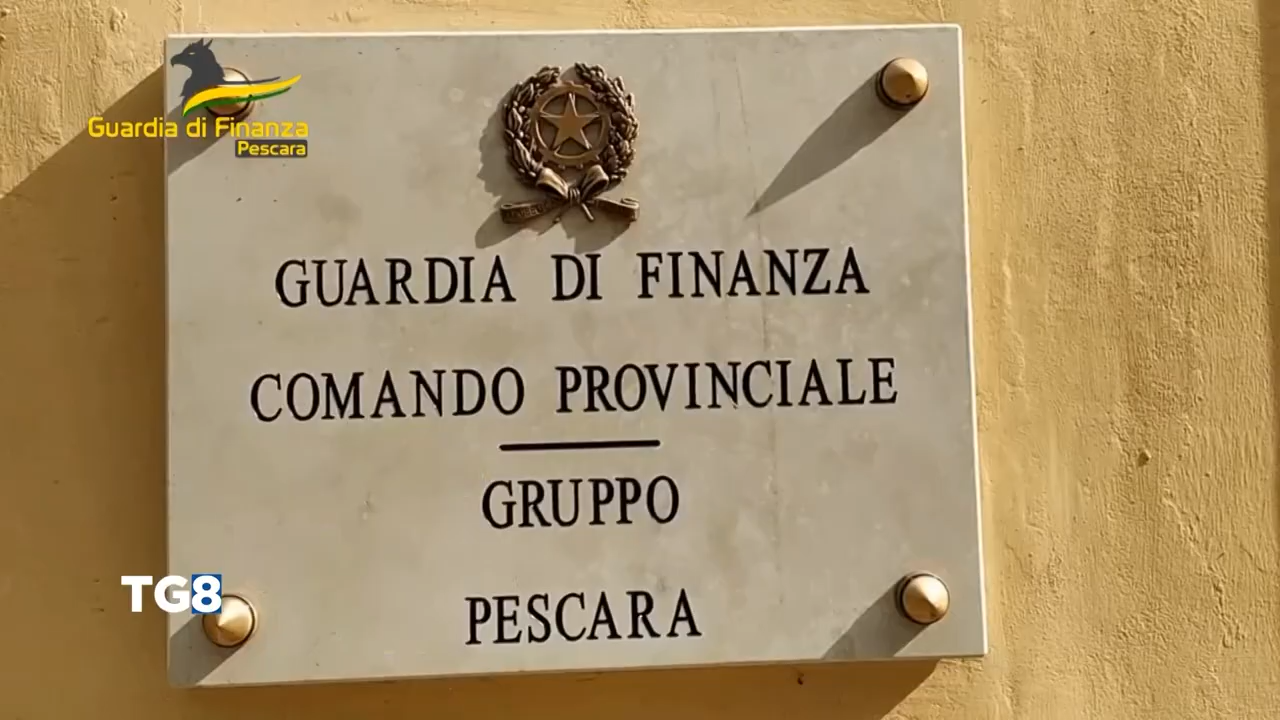 Guardia di Finanza
Pescara
GUARDIA DI FINANZA
COMANDO PROVINCIALE
GRUPPO
PESCARA
TG8